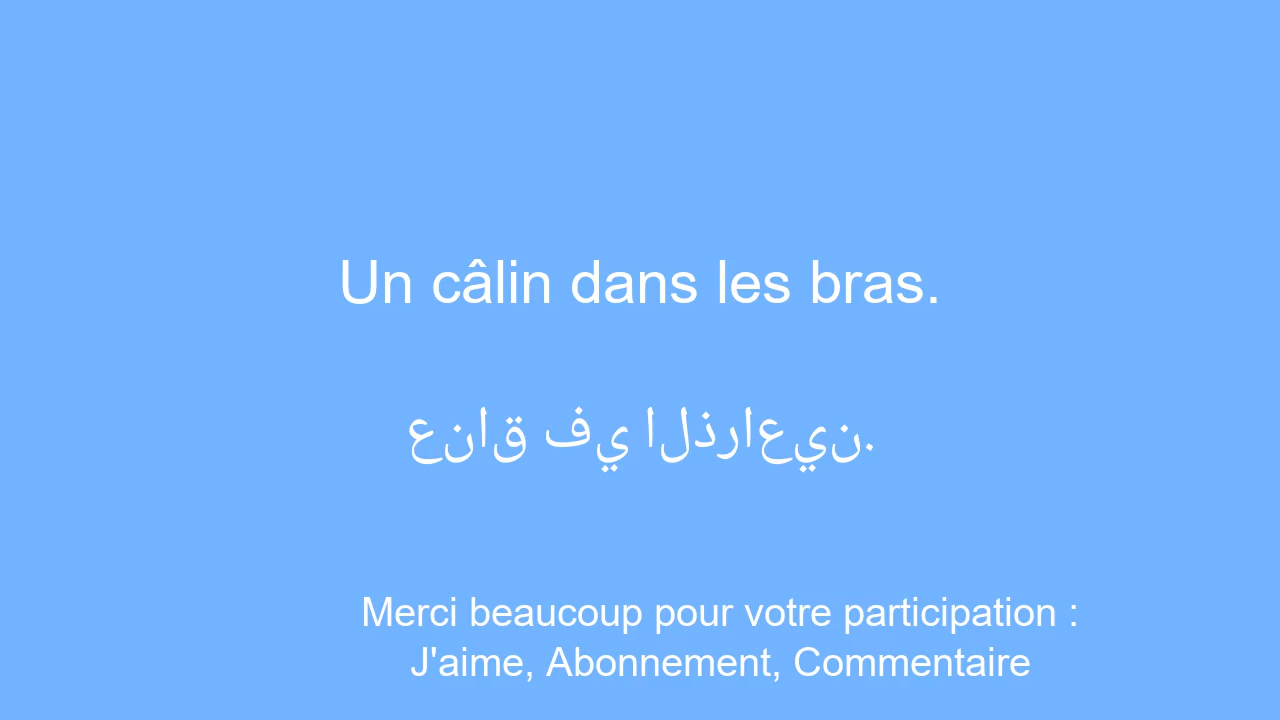 Un câlin dans les bras.
عناق في الذراعين.
Merci beaucoup pour votre participation :
J'aime, Abonnement, Commentaire